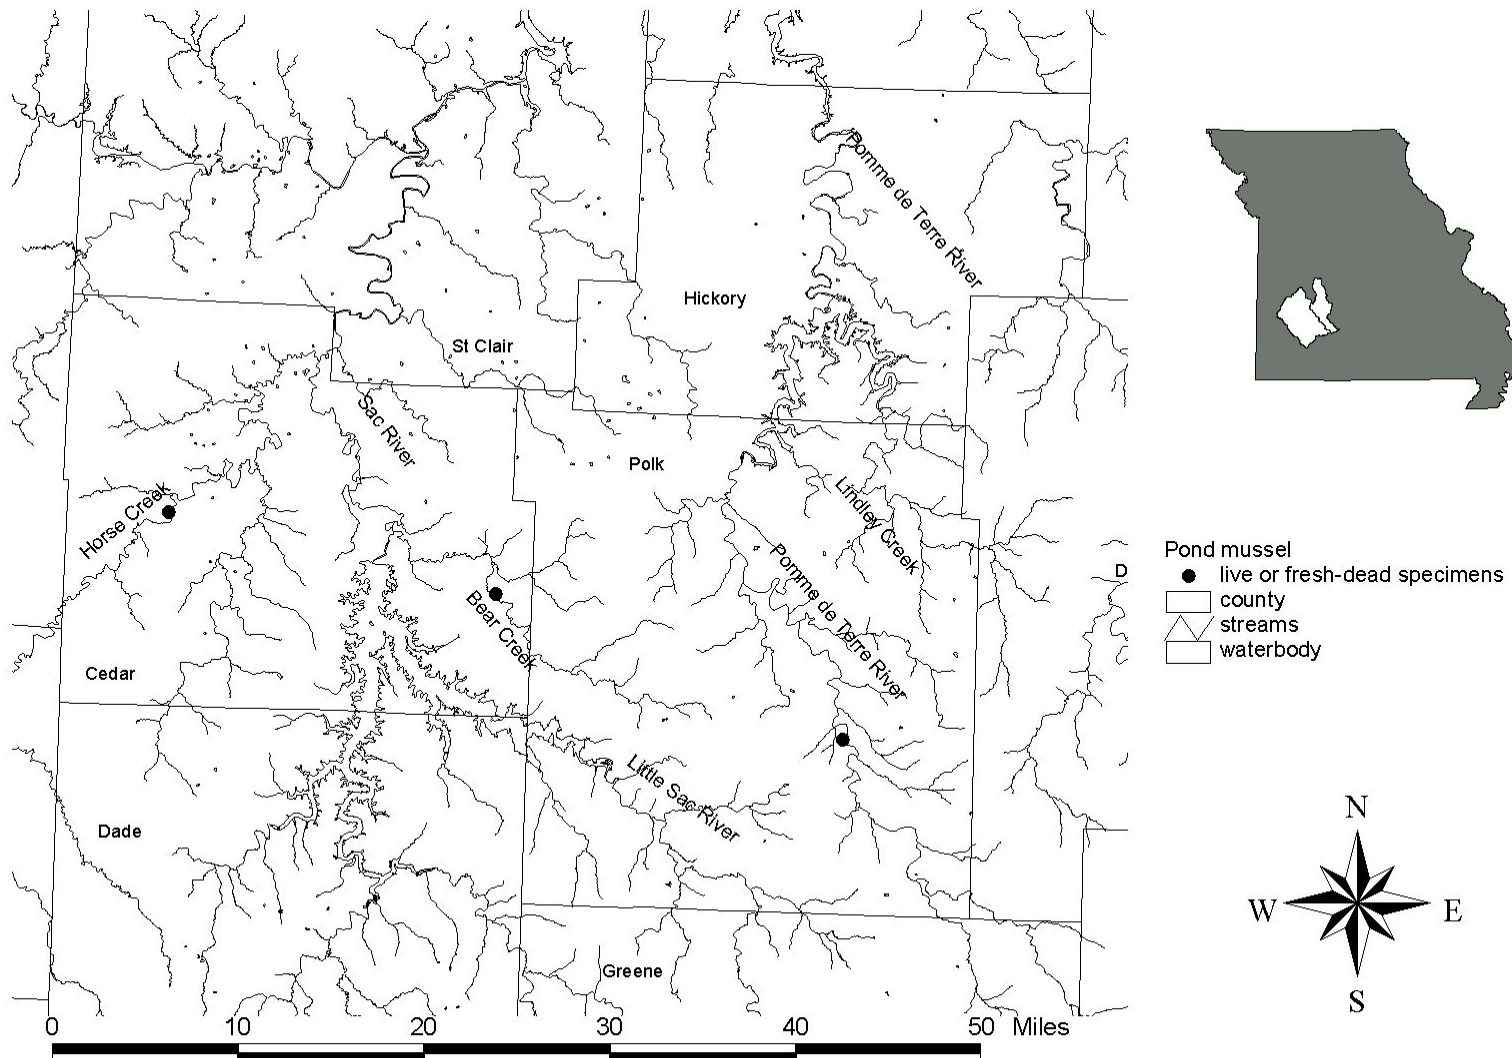 Pomme de Terre River
Hickory
St Clair
Sac River
Polk
Lindley Creek
Horse Creek
Pomme de Terre River
Bear Creek
Cedar
Little Sac River
Dade
Greene
D
0 10 20 30 40 50 Miles
Pond mussel
live or fresh-dead specimens
county
streams
waterbody
N
W E
S